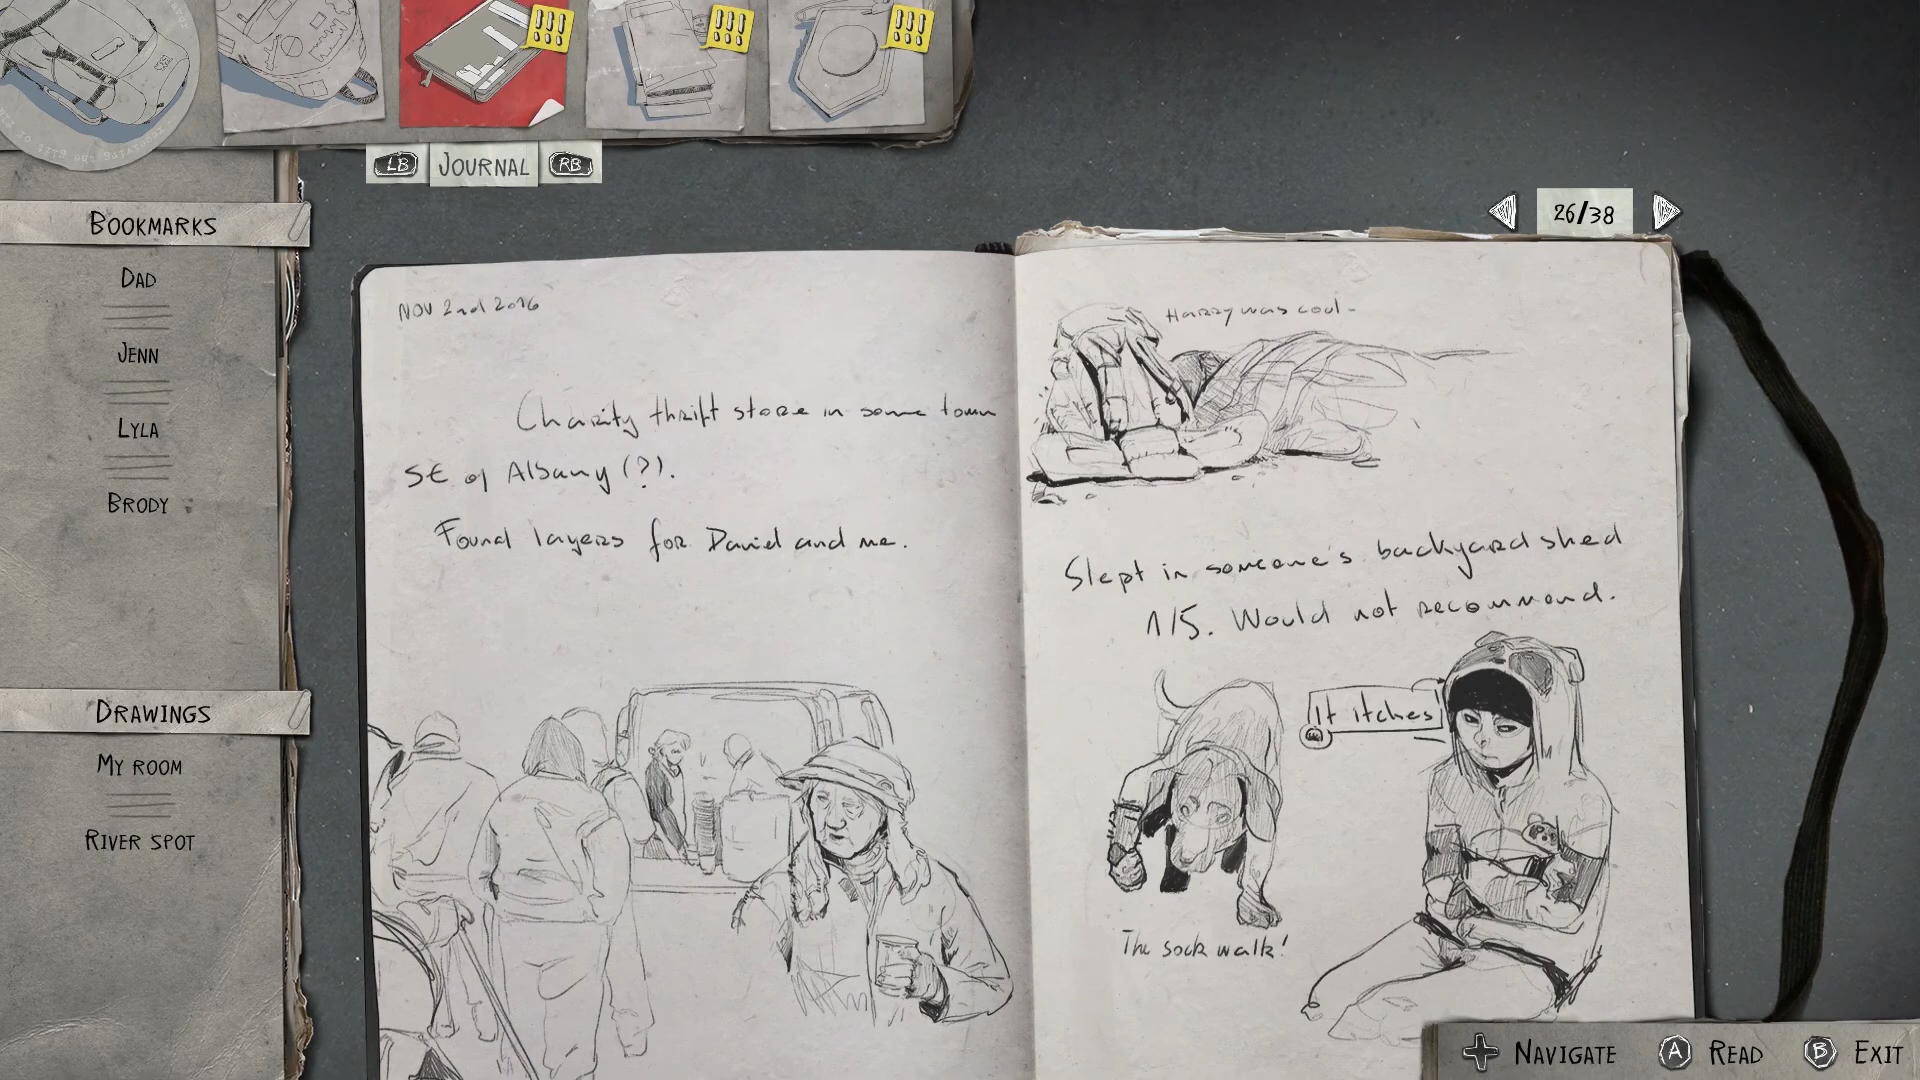 !!!
!!!
!!!
LB JOURNAL RB
BOOKMARKS
DAD
JENN
LYLA
BRODY
DRAWINGS
MY ROOM
RIVER SPOT
26/38
NOV 2nd 2016
Charity thrift store in some town
SE of Albany (?).
Found layers for David and me.
Harry was cool -
Slept in someone's backyard shed
1/5. Would not recommend.
It itches
The sock walk!
NAVIGATE A READ B EXIT